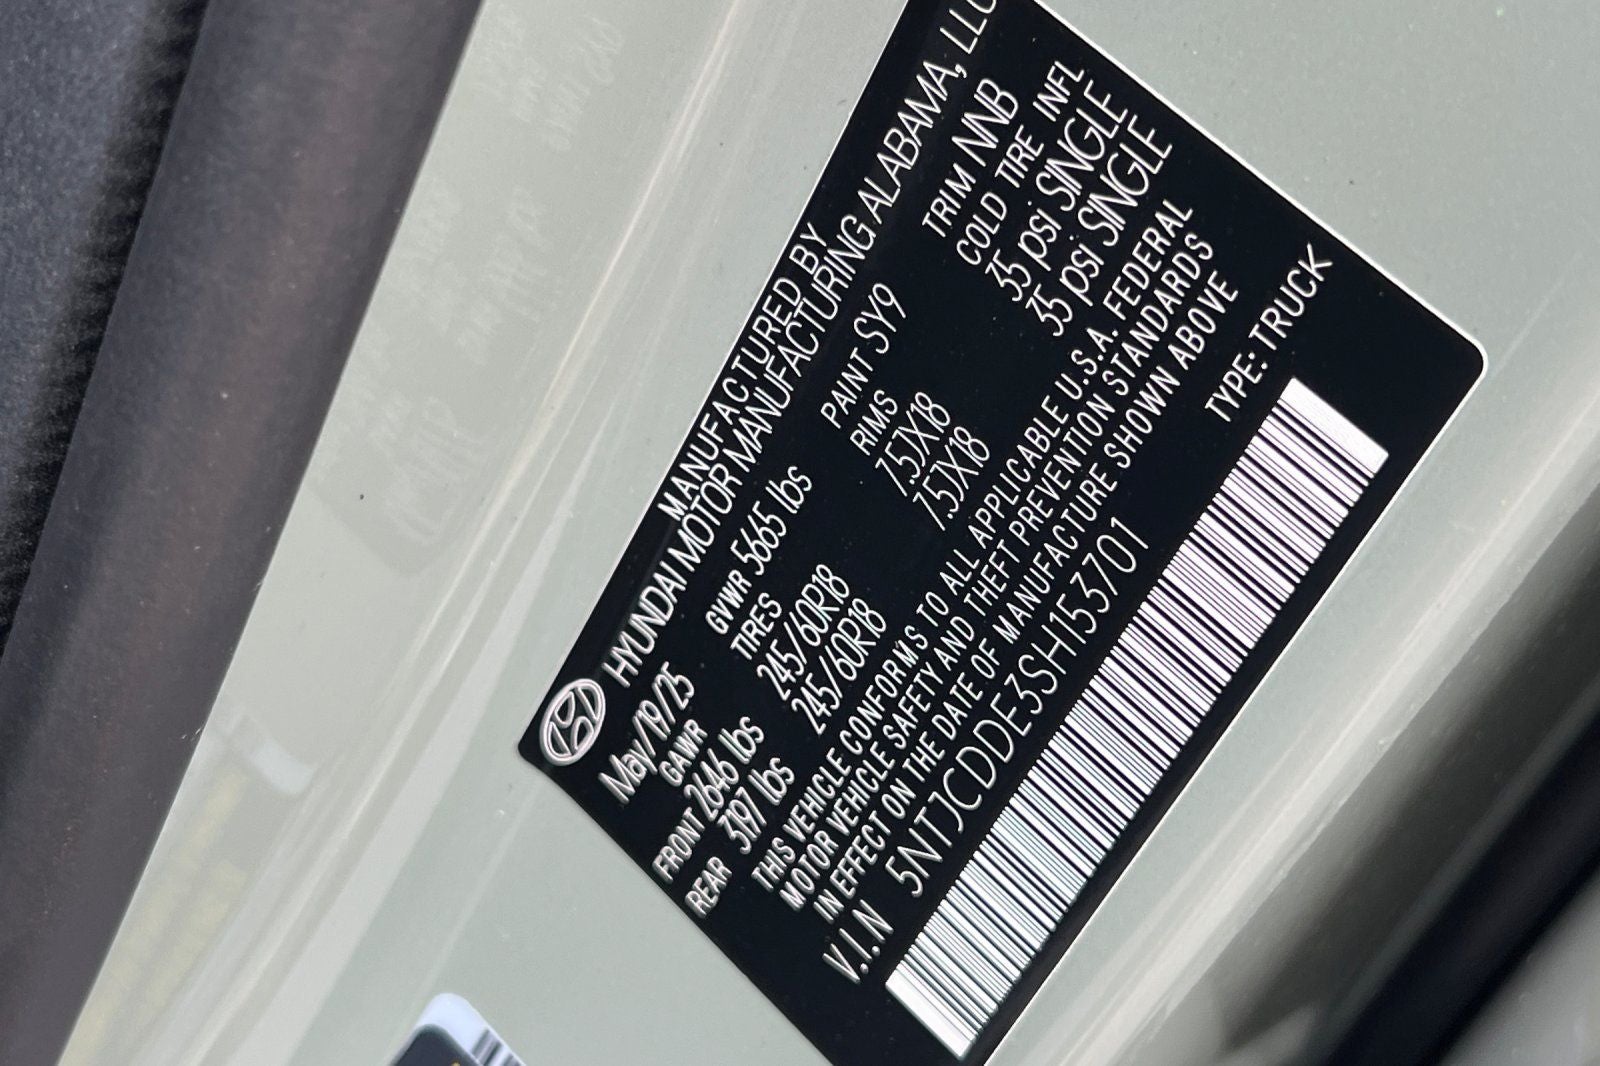 MANUFACTURED BY
HYUNDAI MOTOR MANUFACTURING ALABAMA, LLC
May/19/25 GVWR 5665 lbs PAINT SY9 TRIM NNB
GAWR TIRES RIMS COLD TIRE INFL
FRONT 2646 lbs 245/60R18 7.5JX18 35 psi SINGLE
REAR 3197 lbs 245/60R18 7.5JX18 35 psi SINGLE
THIS VEHICLE CONFORMS TO ALL APPLICABLE U.S.A. FEDERAL
MOTOR VEHICLE SAFETY AND THEFT PREVENTION STANDARDS
IN EFFECT ON THE DATE OF MANUFACTURE SHOWN ABOVE
V.I.N 5NTJCDDE3SH153701 TYPE: TRUCK